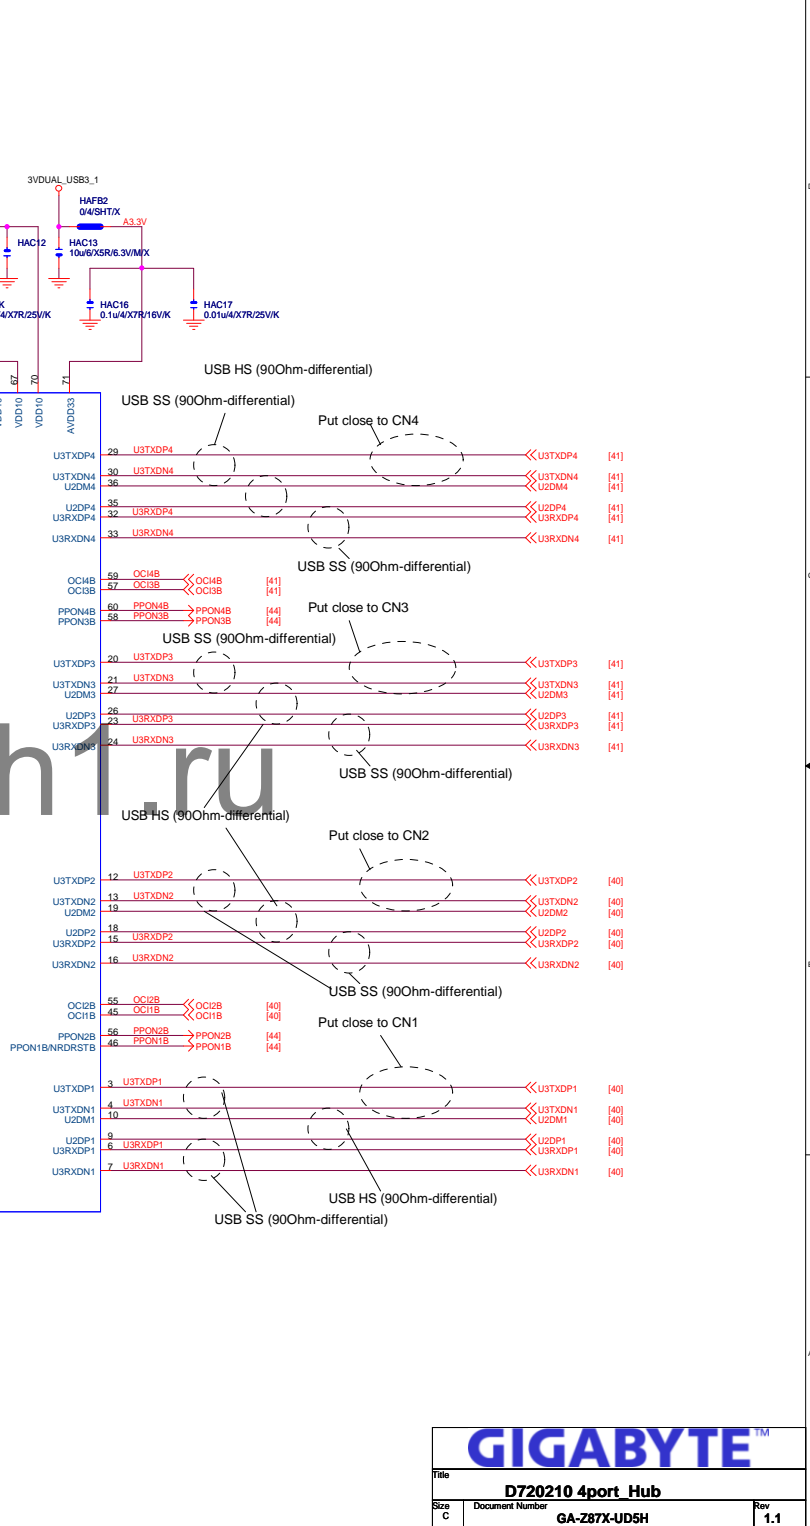 3VDUAL_USB3_1
HAFB2
0/4/SHT/X
A3.3V
HAC12
HAC13
10u/6/X5R/6.3V/M/X
K
4/X7R/25V/K
HAC16
0.1u/4/X7R/16V/K
HAC17
0.01u/4/X7R/25V/K
67
70
71
VDD10
VDD10
AVDD33
USB HS (90Ohm-differential)
USB SS (90Ohm-differential)
Put close to CN4
U3TXDP4 29 U3TXDP4 U3TXDP4 [41]
U3TXDN4 30 U3TXDN4 U3TXDN4 [41]
U2DM4 36 U2DM4 [41]
U2DP4 35 U2DP4 [41]
U3RXDP4 32 U3RXDP4 U3RXDP4 [41]
U3RXDN4 33 U3RXDN4 U3RXDN4 [41]
USB SS (90Ohm-differential)
OCI4B 59 OCI4B OCI4B [41]
OCI3B 57 OCI3B OCI3B [41]
PPON4B 60 PPON4B PPON4B [44]
PPON3B 58 PPON3B PPON3B [44]
Put close to CN3
USB SS (90Ohm-differential)
U3TXDP3 20 U3TXDP3 U3TXDP3 [41]
U3TXDN3 21 U3TXDN3 U3TXDN3 [41]
U2DM3 27 U2DM3 [41]
U2DP3 26 U2DP3 [41]
U3RXDP3 23 U3RXDP3 U3RXDP3 [41]
U3RXDN3 24 U3RXDN3 U3RXDN3 [41]
h1.ru
USB SS (90Ohm-differential)
USB HS (90Ohm-differential)
Put close to CN2
U3TXDP2 12 U3TXDP2 U3TXDP2 [40]
U3TXDN2 13 U3TXDN2 U3TXDN2 [40]
U2DM2 19 U2DM2 [40]
U2DP2 18 U2DP2 [40]
U3RXDP2 15 U3RXDP2 U3RXDP2 [40]
U3RXDN2 16 U3RXDN2 U3RXDN2 [40]
USB SS (90Ohm-differential)
OCI2B 55 OCI2B OCI2B [40]
OCI1B 45 OCI1B OCI1B [40]
Put close to CN1
PPON2B 56 PPON2B PPON2B [44]
PPON1B/NRDRSTB 46 PPON1B PPON1B [44]
U3TXDP1 3 U3TXDP1 U3TXDP1 [40]
U3TXDN1 4 U3TXDN1 U3TXDN1 [40]
U2DM1 10 U2DM1 [40]
U2DP1 9 U2DP1 [40]
U3RXDP1 6 U3RXDP1 U3RXDP1 [40]
U3RXDN1 7 U3RXDN1 U3RXDN1 [40]
USB HS (90Ohm-differential)
USB SS (90Ohm-differential)
GIGABYTE™
Title
D720210 4port_Hub
Size
C
Document Number
GA-Z87X-UD5H
Rev
1.1